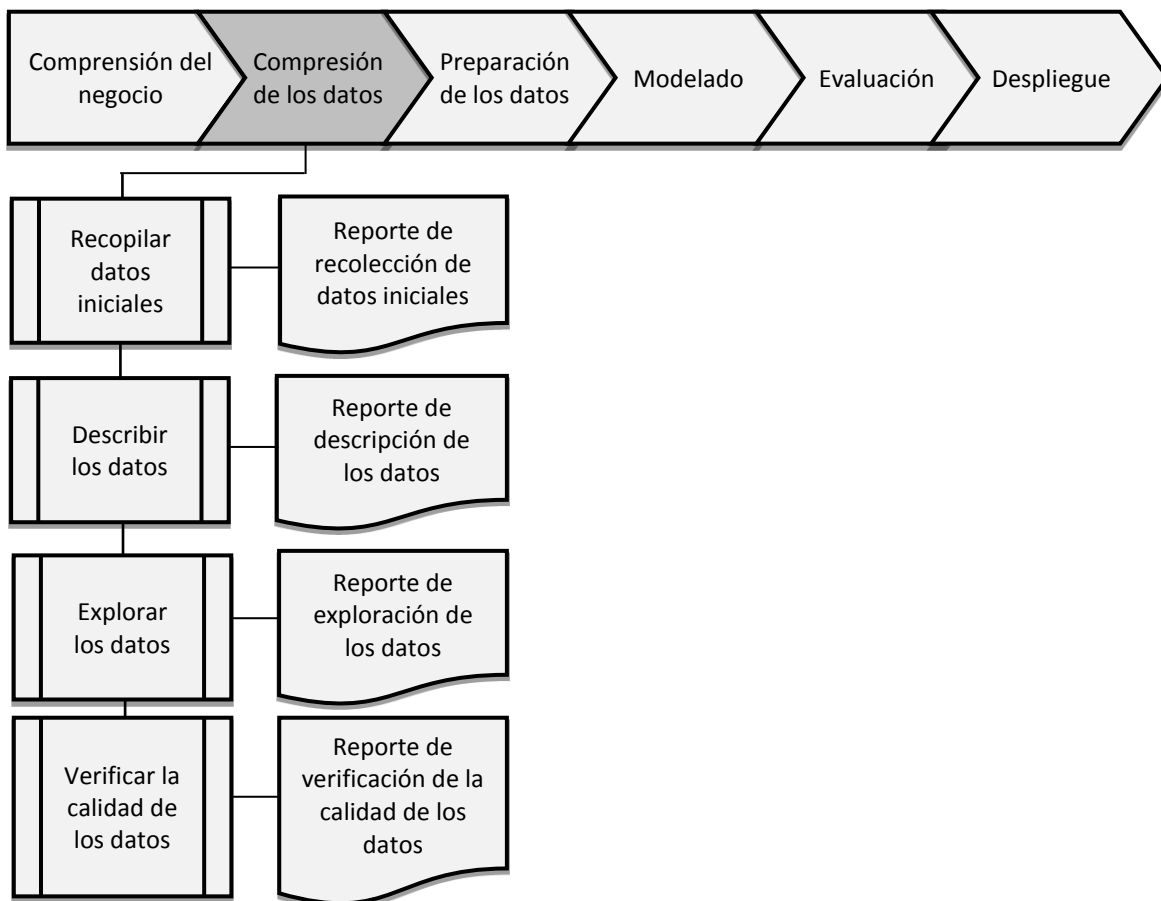 Comprensión del
negocio
Compresión
de los datos
Preparación
de los datos
Modelado
Evaluación
Despliegue
Recopilar
datos
iniciales
Reporte de
recolección de
datos iniciales
Describir
los datos
Reporte de
descripción de
los datos
Explorar
los datos
Reporte de
exploración de
los datos
Verificar la
calidad de
los datos
Reporte de
verificación de la
calidad de los
datos